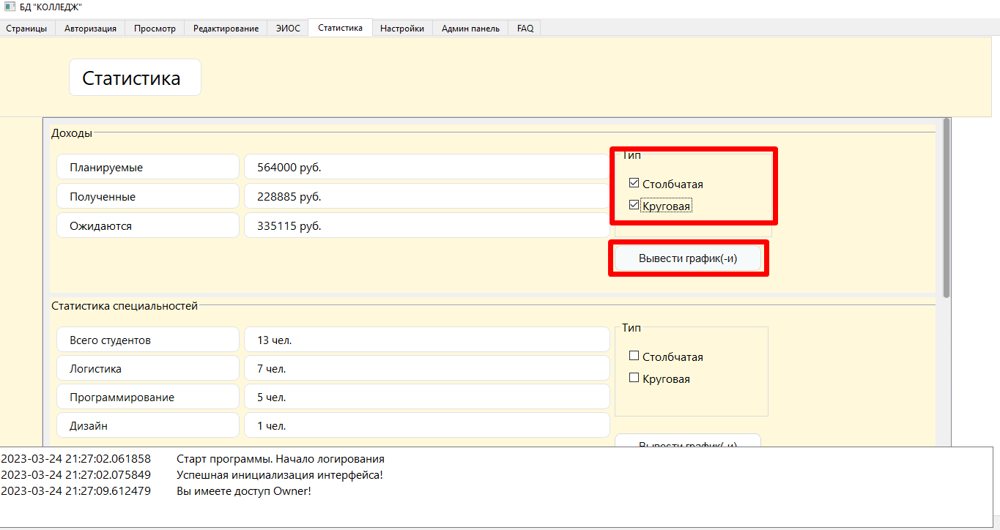 БД "КОЛЛЕДЖ"
Страницы Авторизация Просмотр Редактирование ЭИОС Статистика Настройки Админ панель FAQ
Статистика
Доходы
Планируемые 564000 руб.
Полученные 228885 руб.
Ожидаются 335115 руб.
Тип
Столбчатая
Круговая
Вывести график(-и)
Статистика специальностей
Всего студентов 13 чел.
Логистика 7 чел.
Программирование 5 чел.
Дизайн 1 чел.
Тип
Столбчатая
Круговая
Вывести график(-и)
2023-03-24 21:27:02.061858 Старт программы. Начало логирования
2023-03-24 21:27:02.075849 Успешная инициализация интерфейса!
2023-03-24 21:27:09.612479 Вы имеете доступ Owner!